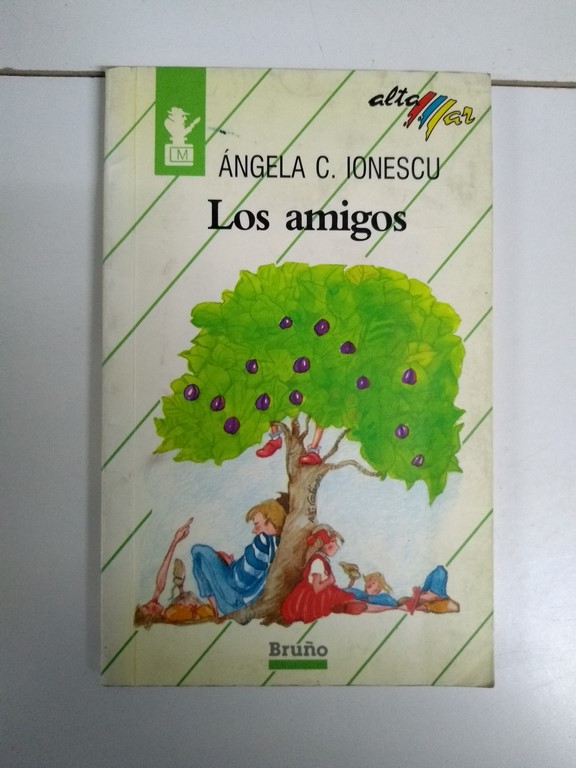 alta mar
M
ÁNGELA C. IONESCU
Los amigos
Bruño